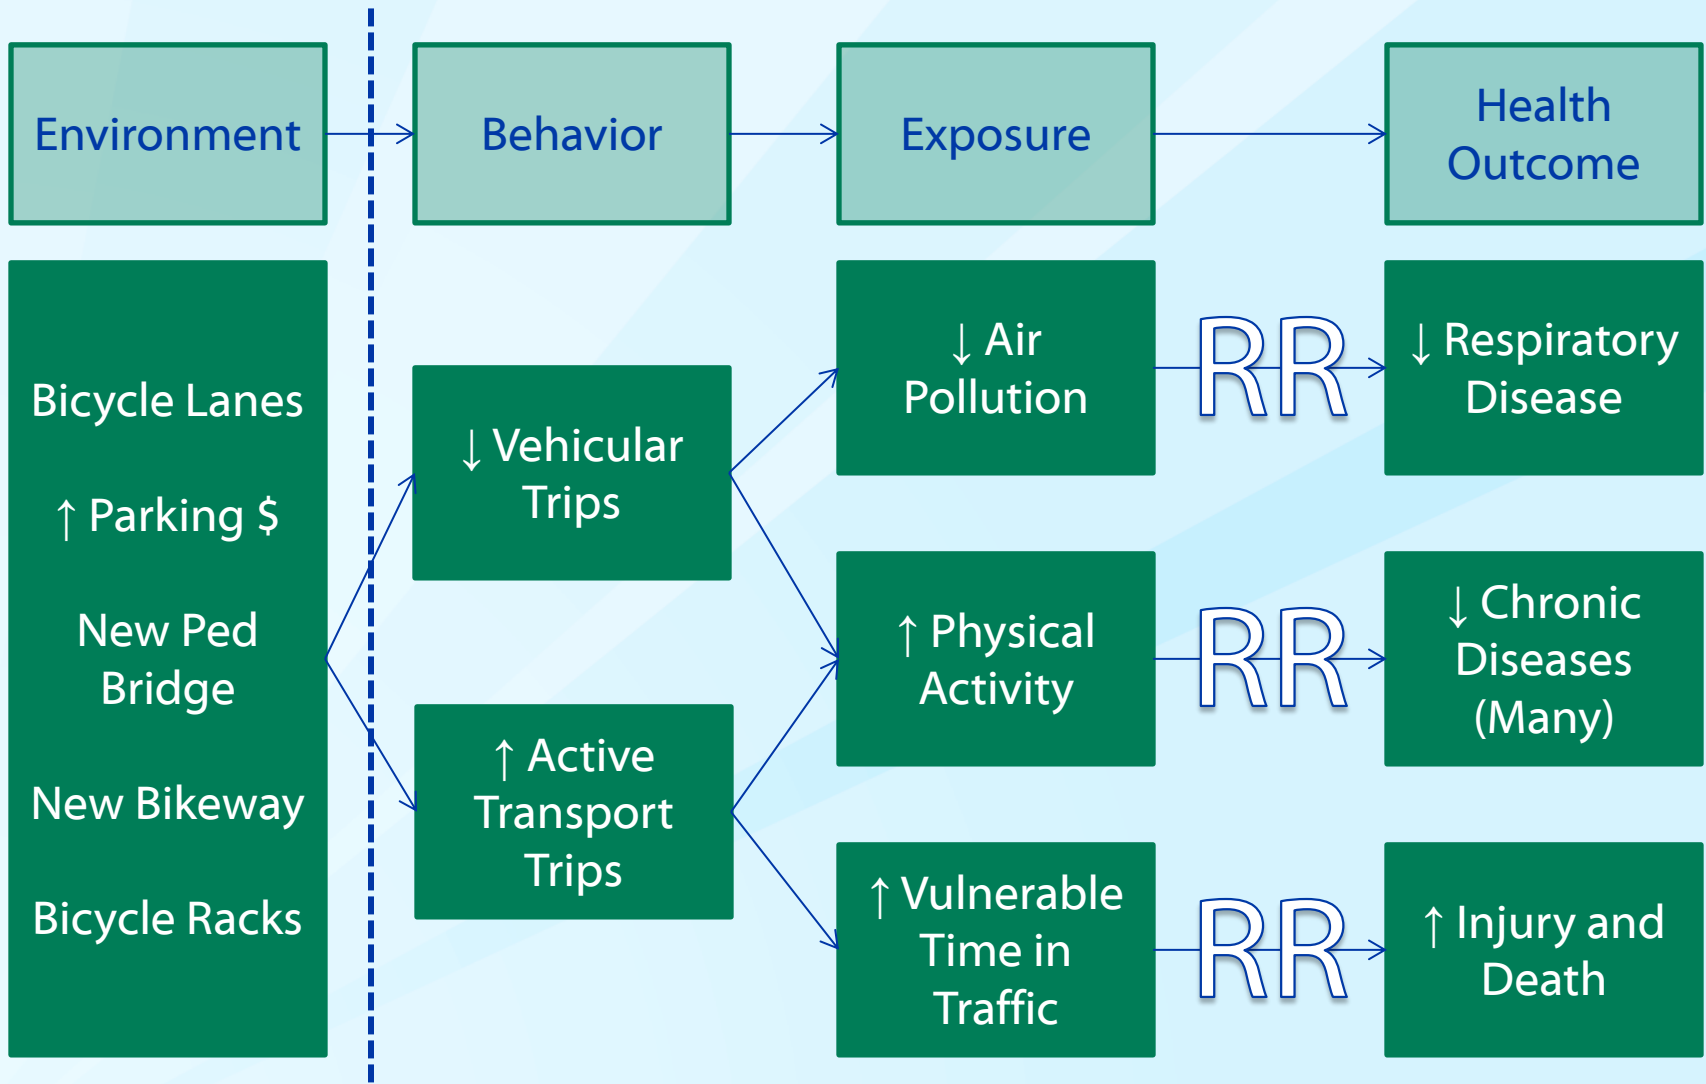 Environment
Behavior
Exposure
Health
Outcome
Bicycle Lanes
↑ Parking $
New Ped
Bridge
New Bikeway
Bicycle Racks
↓ Vehicular
Trips
↑ Active
Transport
Trips
↓ Air
Pollution
RR
↓ Respiratory
Disease
↑ Physical
Activity
RR
↓ Chronic
Diseases
(Many)
↑ Vulnerable
Time in
Traffic
RR
↑ Injury and
Death